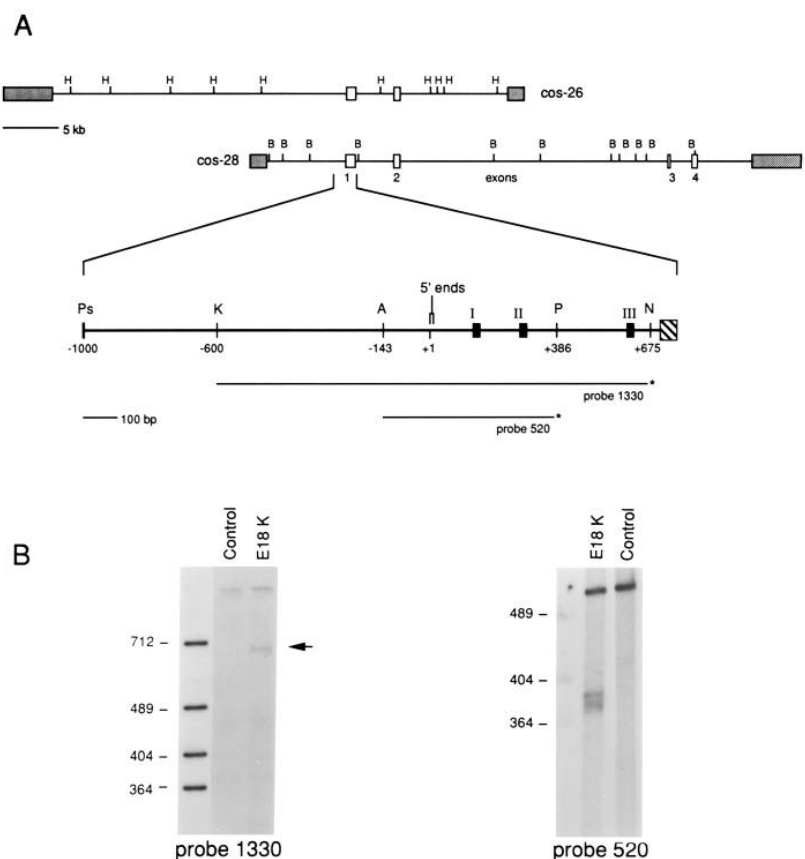 A
H H H H H H H H H H
cos-26
5 kb
B B B B B B B B B B B
cos-28
1 2 exons 3 4
5' ends
Ps K A I II P III N
-1000 -600 -143 +1 +386 +675
*
probe 1330
100 bp
*
probe 520
B
Control E18 K
712 –
489 –
404 –
364 –
probe 1330
E18 K Control
489 –
404 –
364 –
probe 520